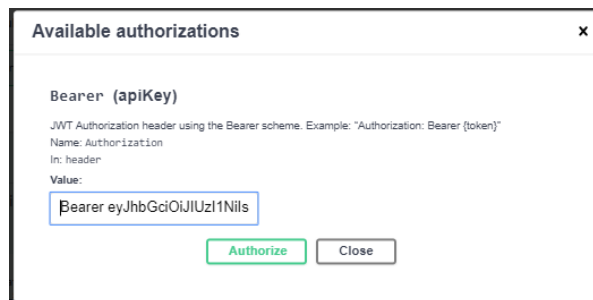 Available authorizations
x
Bearer (apiKey)
JWT Authorization header using the Bearer scheme. Example: "Authorization: Bearer {token}"
Name: Authorization
In: header
Value:
Bearer eyJhbGciOiJIUzI1NiIs
Authorize Close